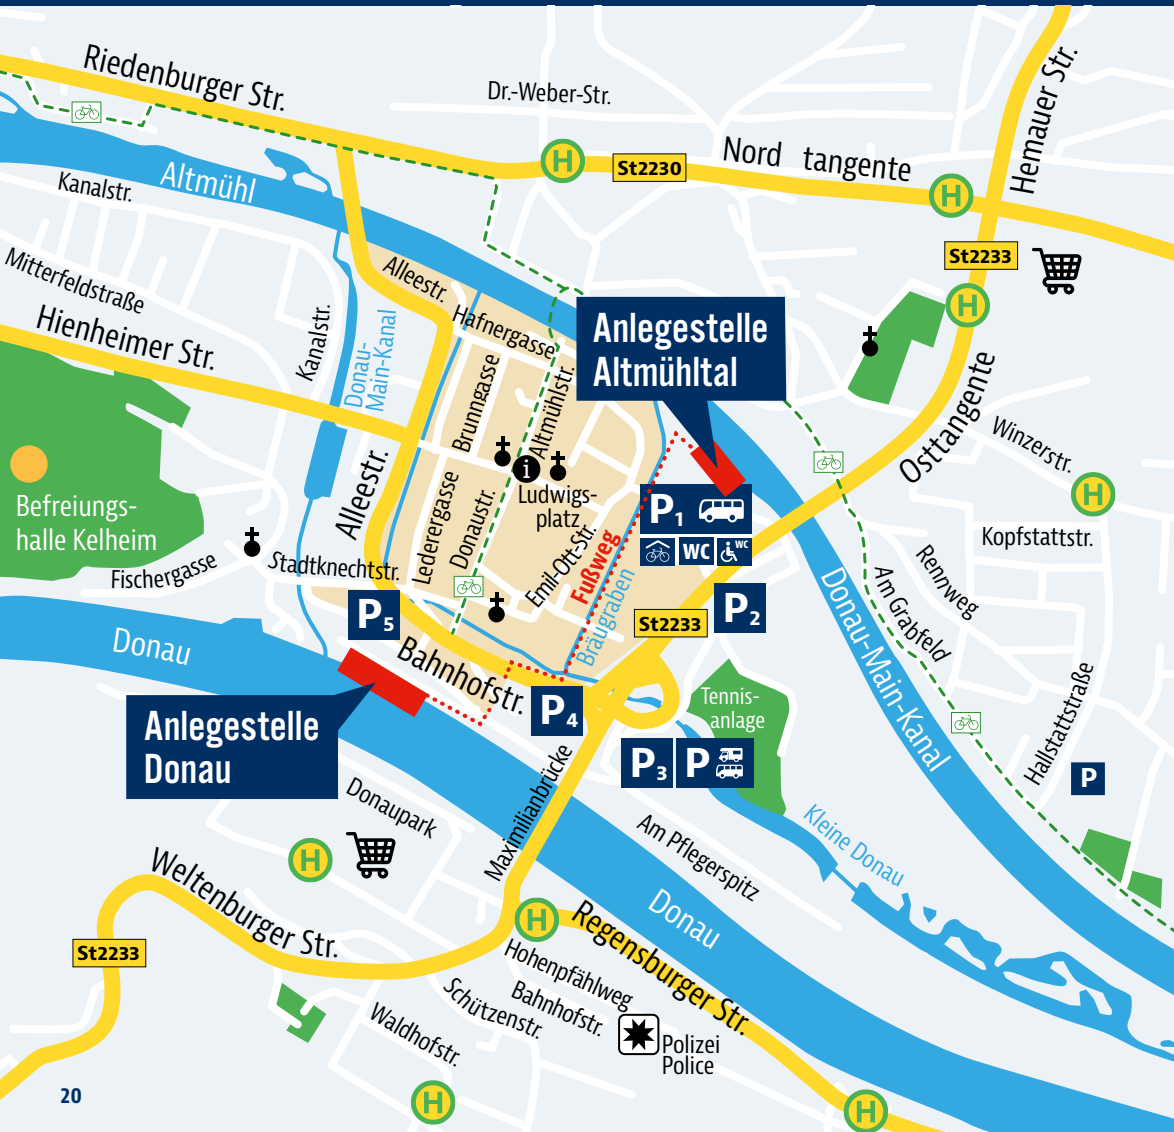 Riedenburger Str.
Dr.-Weber-Str.
Hemauer Str.
H
St2230
Nord tangente
H
Altmühl
Kanalstr.
St2233
Mitterfeldstraße
Alleestr.
H
Hafnergasse
Hienheimer Str.
Kanalstr.
Donau-
Main-Kanal
Anlegestelle
Altmühltal
Brunngasse
Altmühlstr.
Osttangente
Winzerstr.
H
Alleestr.
i
Ludwigs-
platz
Lederergasse
Donaustr.
Emil-Ott-Str.
Fußweg
Bräugraben
P1
WC
WC
Befreiungs-
halle Kelheim
Kopfstattstr.
Rennweg
Am Grabfeld
Fischergasse
Stadtknechtstr.
P5
St2233
P2
Donau-Main-Kanal
Donau
Bahnhofstr.
Tennis-
anlage
Hallstattstraße
P4
Anlegestelle
Donau
P3
P
P
Maximilianbrücke
Donaupark
Kleine Donau
Am Pflegerspitz
H
Weltenburger Str.
Donau
H
Regensburger Str.
St2233
Hohenpfählweg
Bahnhofstr.
Schützenstr.
Waldhofstr.
Polizei
Police
20
H
H